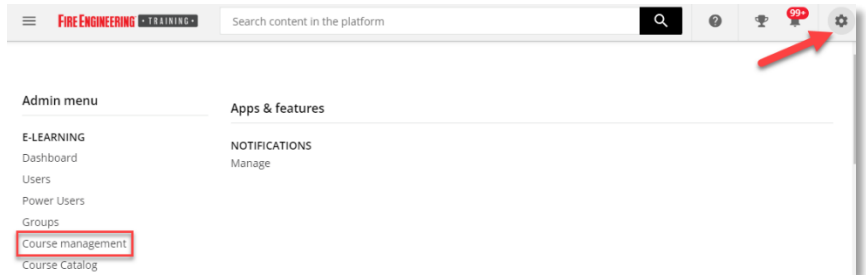 FIRE ENGINEERING • TRAINING • Search content in the platform 99+
Admin menu
E-LEARNING
Dashboard
Users
Power Users
Groups
Course management
Course Catalog
Apps & features
NOTIFICATIONS
Manage